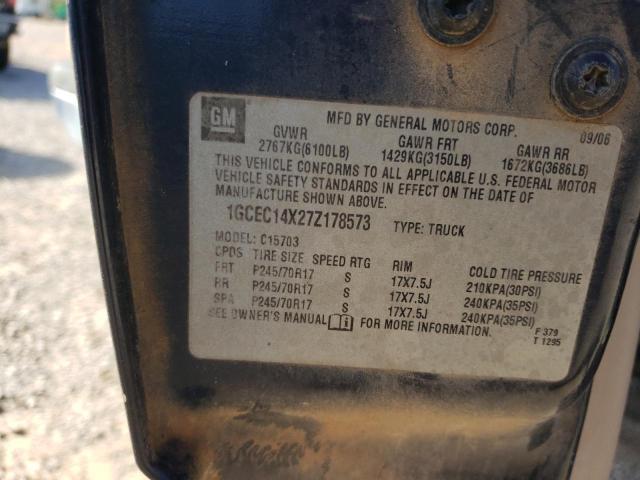 GM
MFD BY GENERAL MOTORS CORP. 09/06
GVWR GAWR FRT GAWR RR
2767KG(6100LB) 1429KG(3150LB) 1672KG(3686LB)
THIS VEHICLE CONFORMS TO ALL APPLICABLE U.S. FEDERAL MOTOR
VEHICLE SAFETY STANDARDS IN EFFECT ON THE DATE OF
MANUFACTURE SHOWN ABOVE.
1GCEC14X27Z178573 TYPE: TRUCK
MODEL: C15703
CPDS TIRE SIZE SPEED RTG RIM COLD TIRE PRESSURE
FRT P245/70R17 S 17X7.5J 210KPA(30PSI)
RR P245/70R17 S 17X7.5J 240KPA(35PSI)
SPA P245/70R17 S 17X7.5J 240KPA(35PSI)
SEE OWNER'S MANUAL FOR MORE INFORMATION.
F 379
T 1295